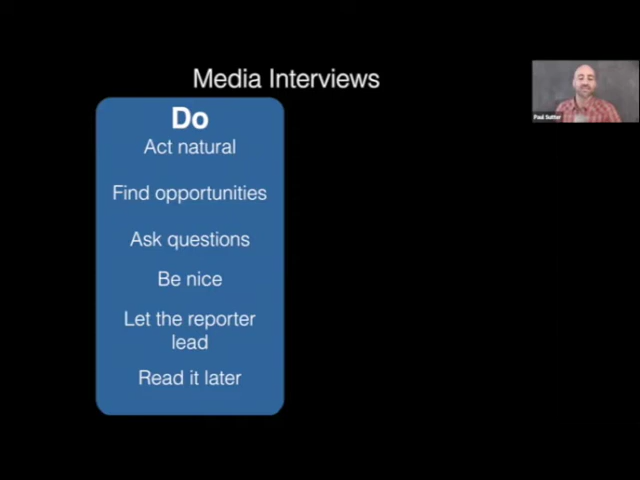 Media Interviews
Do
Act natural
Find opportunities
Ask questions
Be nice
Let the reporter
lead
Read it later
Paul Sutter